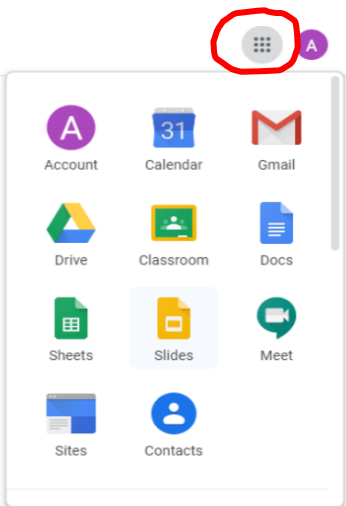 A
A
31
Account Calendar Gmail
Drive Classroom Docs
Sheets Slides Meet
Sites Contacts